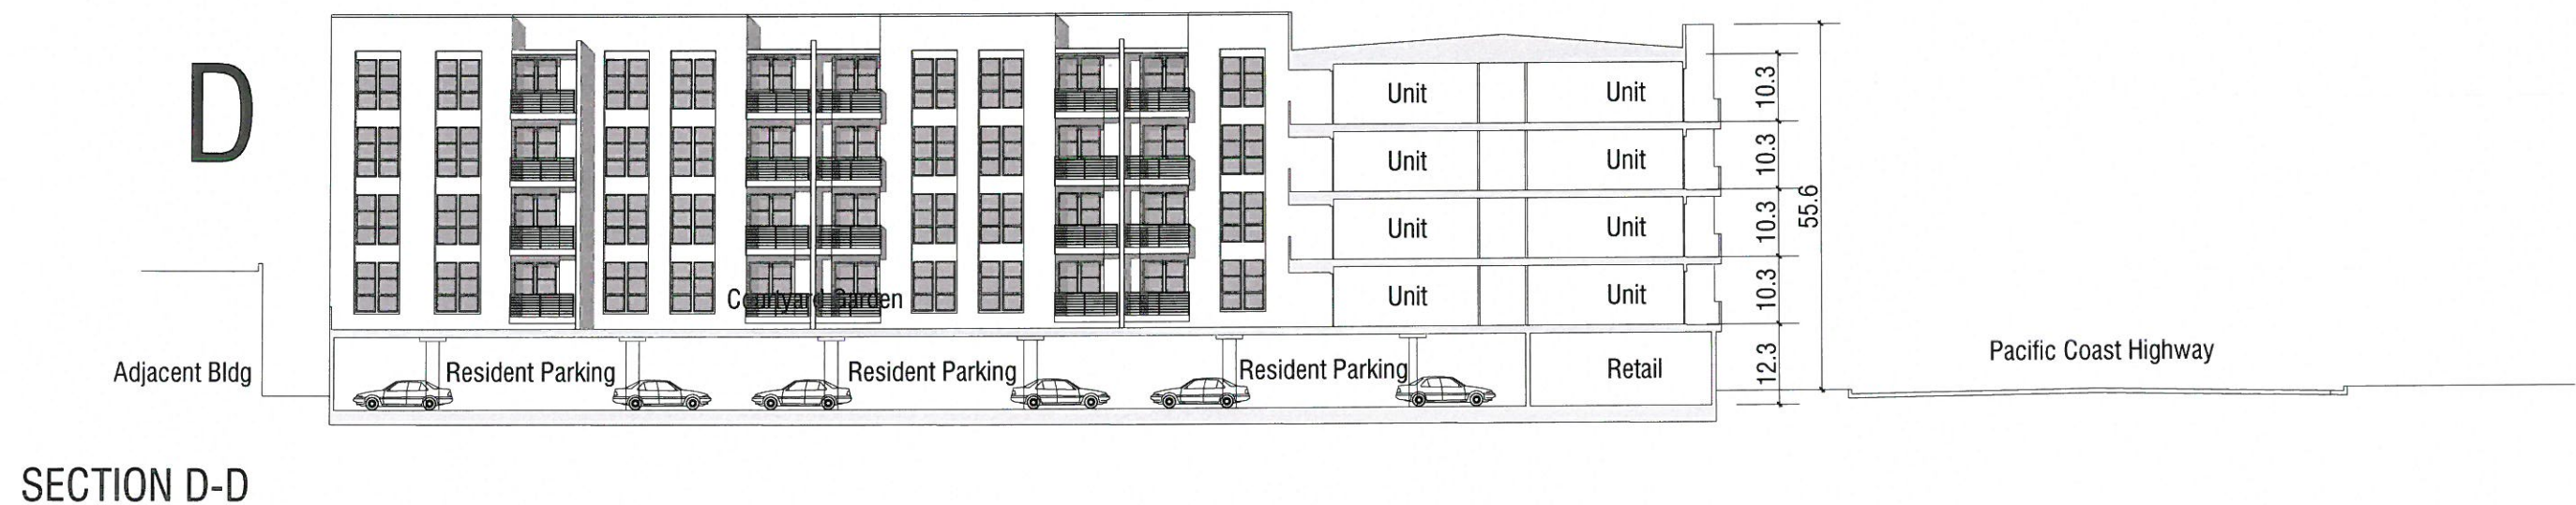 D
Unit Unit 10.3
Unit Unit 10.3
Unit Unit 10.3
55.6
Courtyard Garden
Unit Unit 10.3
Adjacent Bldg
Resident Parking Resident Parking Resident Parking
Retail
12.3
Pacific Coast Highway
SECTION D-D